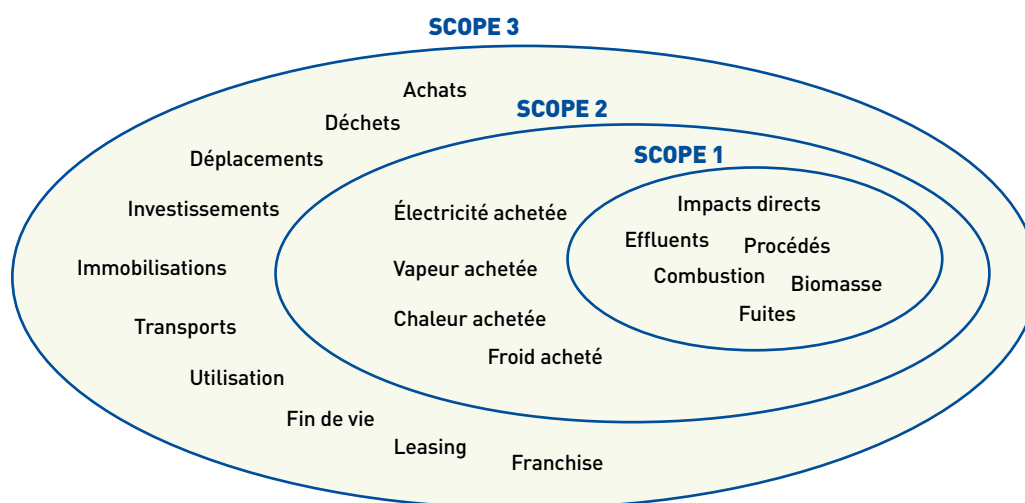 SCOPE 3
Achats
Déchets
Déplacements
Investissements
Immobilisations
Transports
Utilisation
Fin de vie
Leasing
Franchise
SCOPE 2
Électricité achetée
Vapeur achetée
Chaleur achetée
Froid acheté
SCOPE 1
Impacts directs
Effluents
Procédés
Combustion
Biomasse
Fuites